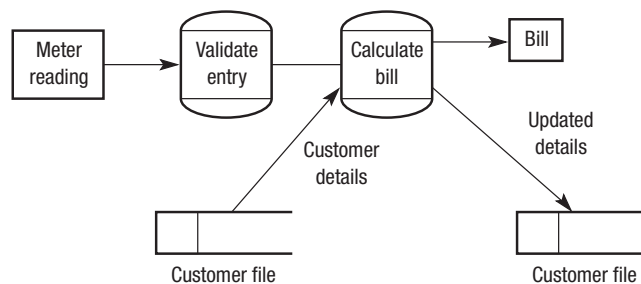 Meter
reading
Validate
entry
Calculate
bill
Bill
Customer
details
Updated
details
Customer file
Customer file